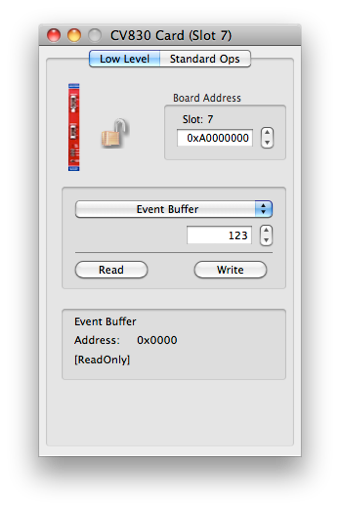 CV830 Card (Slot 7)
Low Level Standard Ops
Board Address
Slot: 7
0xA0000000
Event Buffer
123
Read Write
Event Buffer
Address: 0x0000
[ReadOnly]